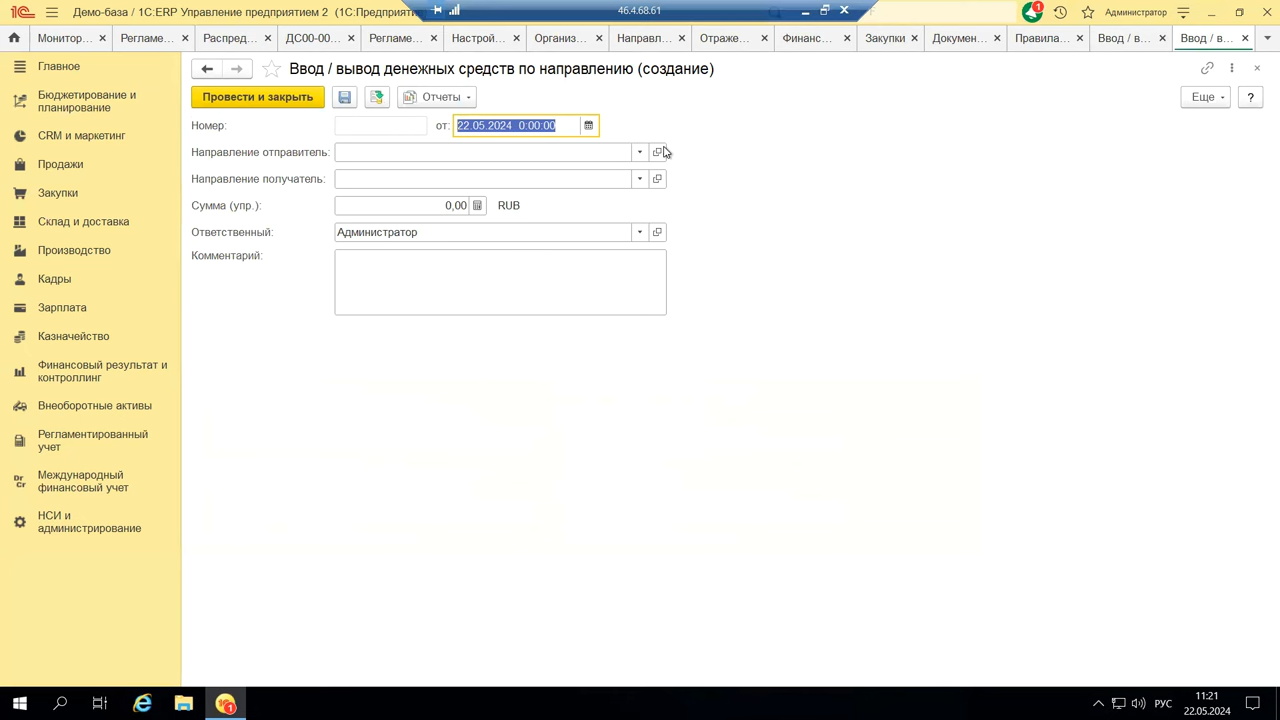 Демо-база / 1С:ERP Управление предприятием 2 (1С:Предприятие
46.4.68.61
1
Администратор
Монитор...
Регламе...
Распред...
ДС00-00...
Регламе...
Настрой...
Организ...
Направл...
Отраже...
Финанс...
Закупки
Докумен...
Правила...
Ввод / в...
Ввод / в...
Главное
Бюджетирование и
планирование
CRM и маркетинг
Продажи
Закупки
Склад и доставка
Производство
Кадры
Зарплата
Казначейство
Финансовый результат и
контроллинг
Внеоборотные активы
Регламентированный
учет
Dr
Cr
Международный
финансовый учет
НСИ и
администрирование
Ввод / вывод денежных средств по направлению (создание)
Провести и закрыть
Отчеты
Еще
?
Номер:
от:
22.05.2024 0:00:00
Направление отправитель:
Направление получатель:
Сумма (упр.):
0,00
RUB
Ответственный:
Администратор
Комментарий:
1
РУС
11:21
22.05.2024